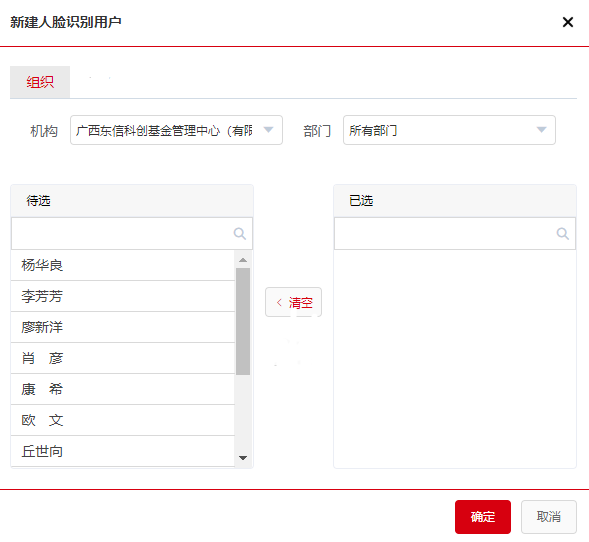 新建人脸识别用户
组织
机构 广西东信科创基金管理中心（有限 部门 所有部门
待选
已选
杨华良
李芳芳
廖新洋
肖　彦
康　希
欧　文
丘世向
清空
确定 取消